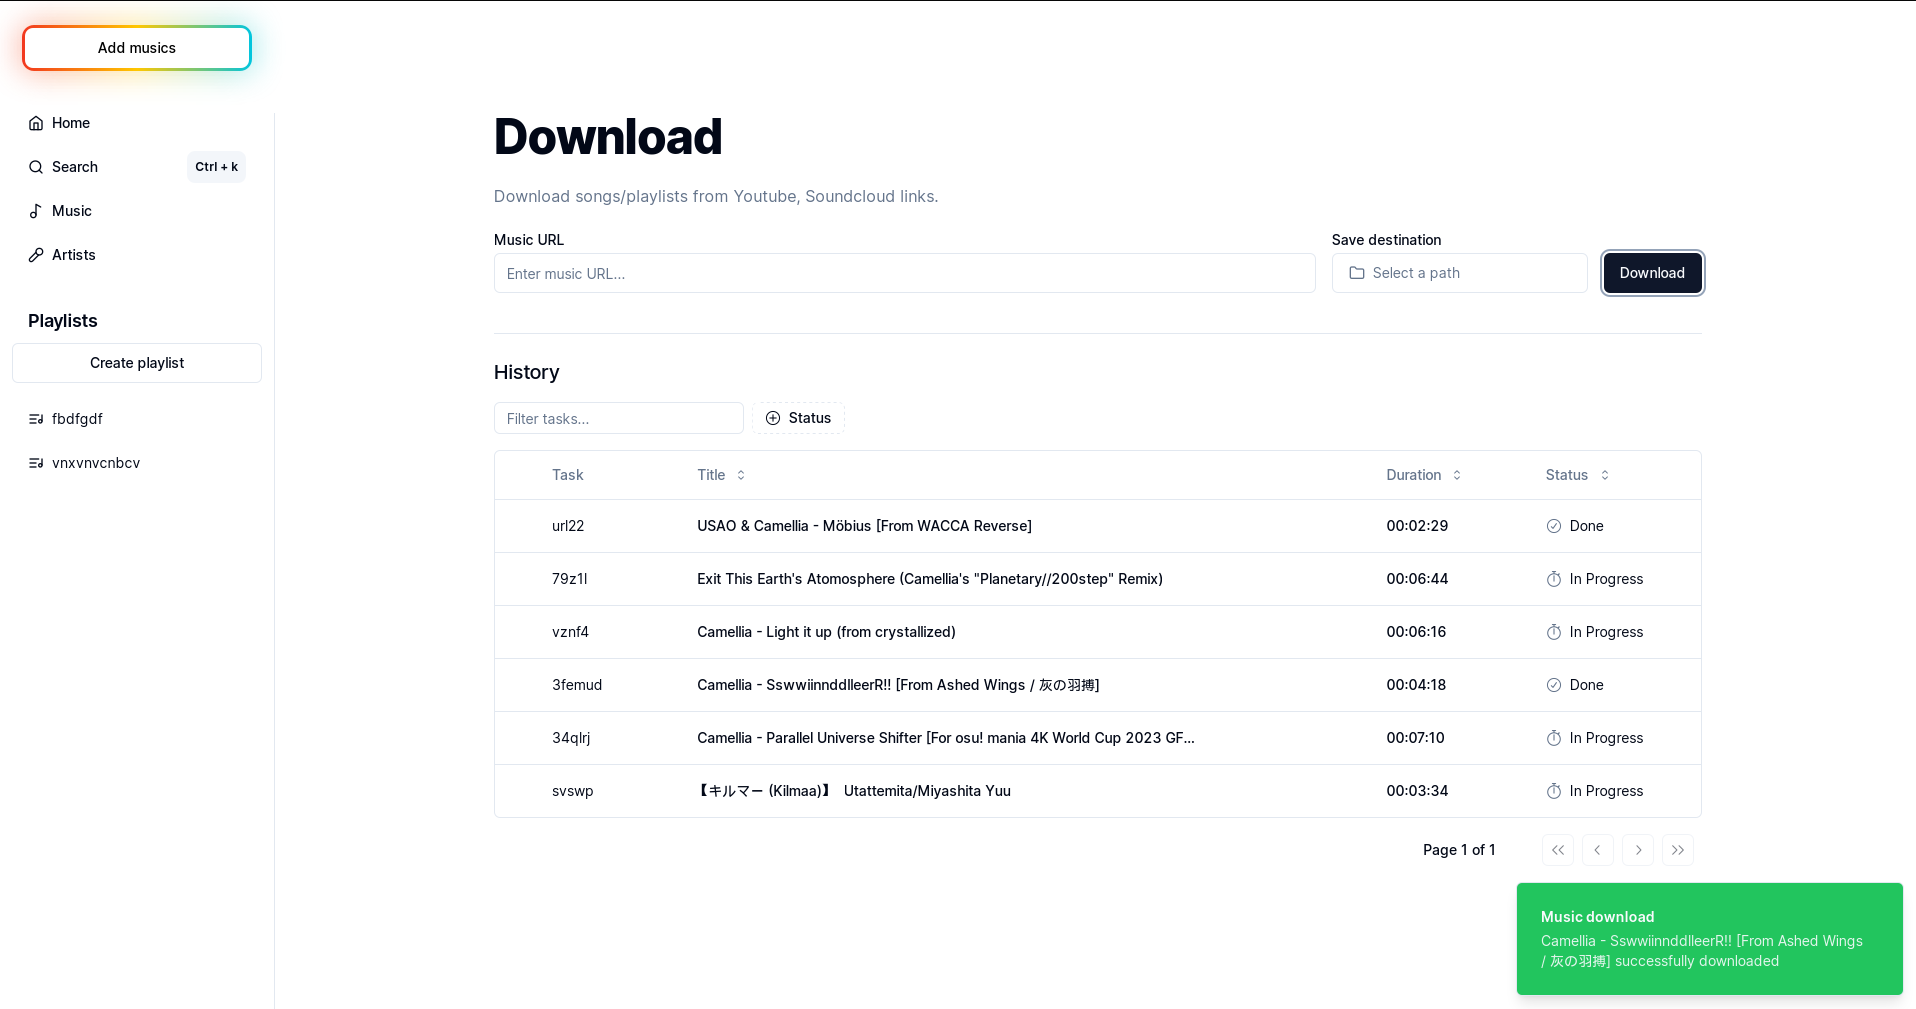 Add musics
Home
Search
Ctrl + k
Music
Artists
Playlists
Create playlist
fbdfgdf
vnxvnvcnbcv
Download
Download songs/playlists from Youtube, Soundcloud links.
Music URL
Save destination
Enter music URL...
Select a path
Download
History
Filter tasks...
Status
Task Title Duration Status
url22 USAO & Camellia - Möbius [From WACCA Reverse] 00:02:29 Done
79z1l Exit This Earth's Atomosphere (Camellia's "Planetary//200step" Remix) 00:06:44 In Progress
vznf4 Camellia - Light it up (from crystallized) 00:06:16 In Progress
3femud Camellia - SswwiinnddlleerR!! [From Ashed Wings / 灰の羽搏] 00:04:18 Done
34qlrj Camellia - Parallel Universe Shifter [For osu! mania 4K World Cup 2023 GF... 00:07:10 In Progress
svswp 【キルマー (Kilmaa)】 Utattemita/Miyashita Yuu 00:03:34 In Progress
Page 1 of 1
Music download
Camellia - SswwiinnddlleerR!! [From Ashed Wings
/ 灰の羽搏] successfully downloaded